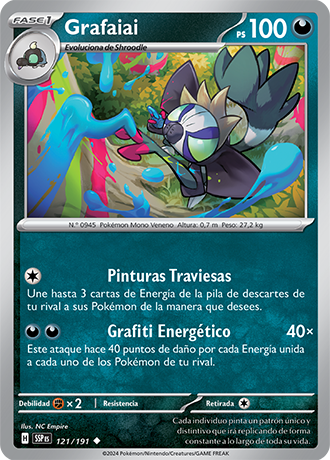 FASE 1
Grafaiai
PS 100
Evoluciona de Shroodle
N.º 0945 Pokémon Mono Veneno Altura: 0,7 m Peso: 27,2 kg
Pinturas Traviesas
Une hasta 3 cartas de Energía de la pila de descartes
de tu rival a sus Pokémon de la manera que desees.
Grafiti Energético 40×
Este ataque hace 40 puntos de daño por cada Energía unida
a cada uno de los Pokémon de tu rival.
Debilidad ×2 Resistencia Retirada
Ilus. NC Empire
H SSP ES 121/191
Cada individuo pinta un patrón único y
distintivo que irá replicando de forma
constante a lo largo de toda su vida.
©2024 Pokémon/Nintendo/Creatures/GAME FREAK